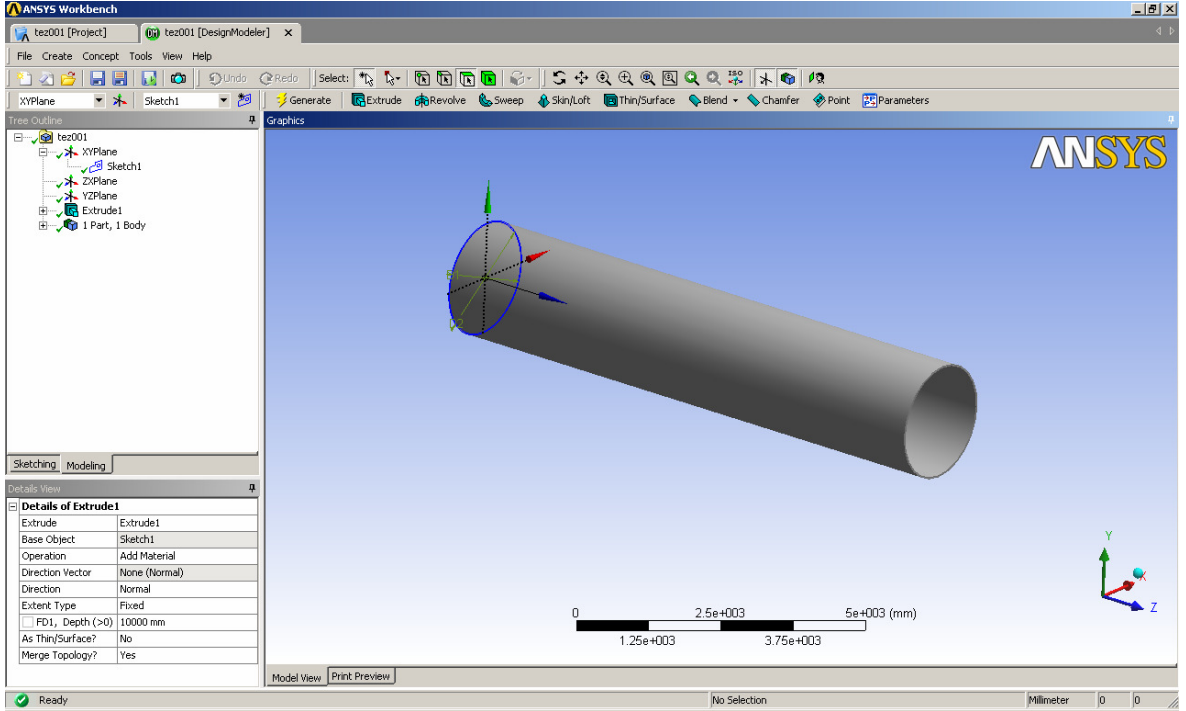 ANSYS Workbench
tez001 [Project] tez001 [DesignModeler]
File Create Concept Tools View Help
Undo Redo Select: ISO
XYPlane Sketch1 Generate Extrude Revolve Sweep Skin/Loft Thin/Surface Blend Chamfer Point Parameters
Tree Outline
tez001
XYPlane
Sketch1
ZXPlane
YZPlane
Extrude1
1 Part, 1 Body
Sketching Modeling
Details View
Details of Extrude1
Extrude Extrude1
Base Object Sketch1
Operation Add Material
Direction Vector None (Normal)
Direction Normal
Extent Type Fixed
FD1, Depth (>0) 10000 mm
As Thin/Surface? No
Merge Topology? Yes
Graphics
ANSYS
Y
X
Z
0 2.5e+003 5e+003 (mm)
1.25e+003 3.75e+003
Model View Print Preview
Ready No Selection Millimeter 0 0